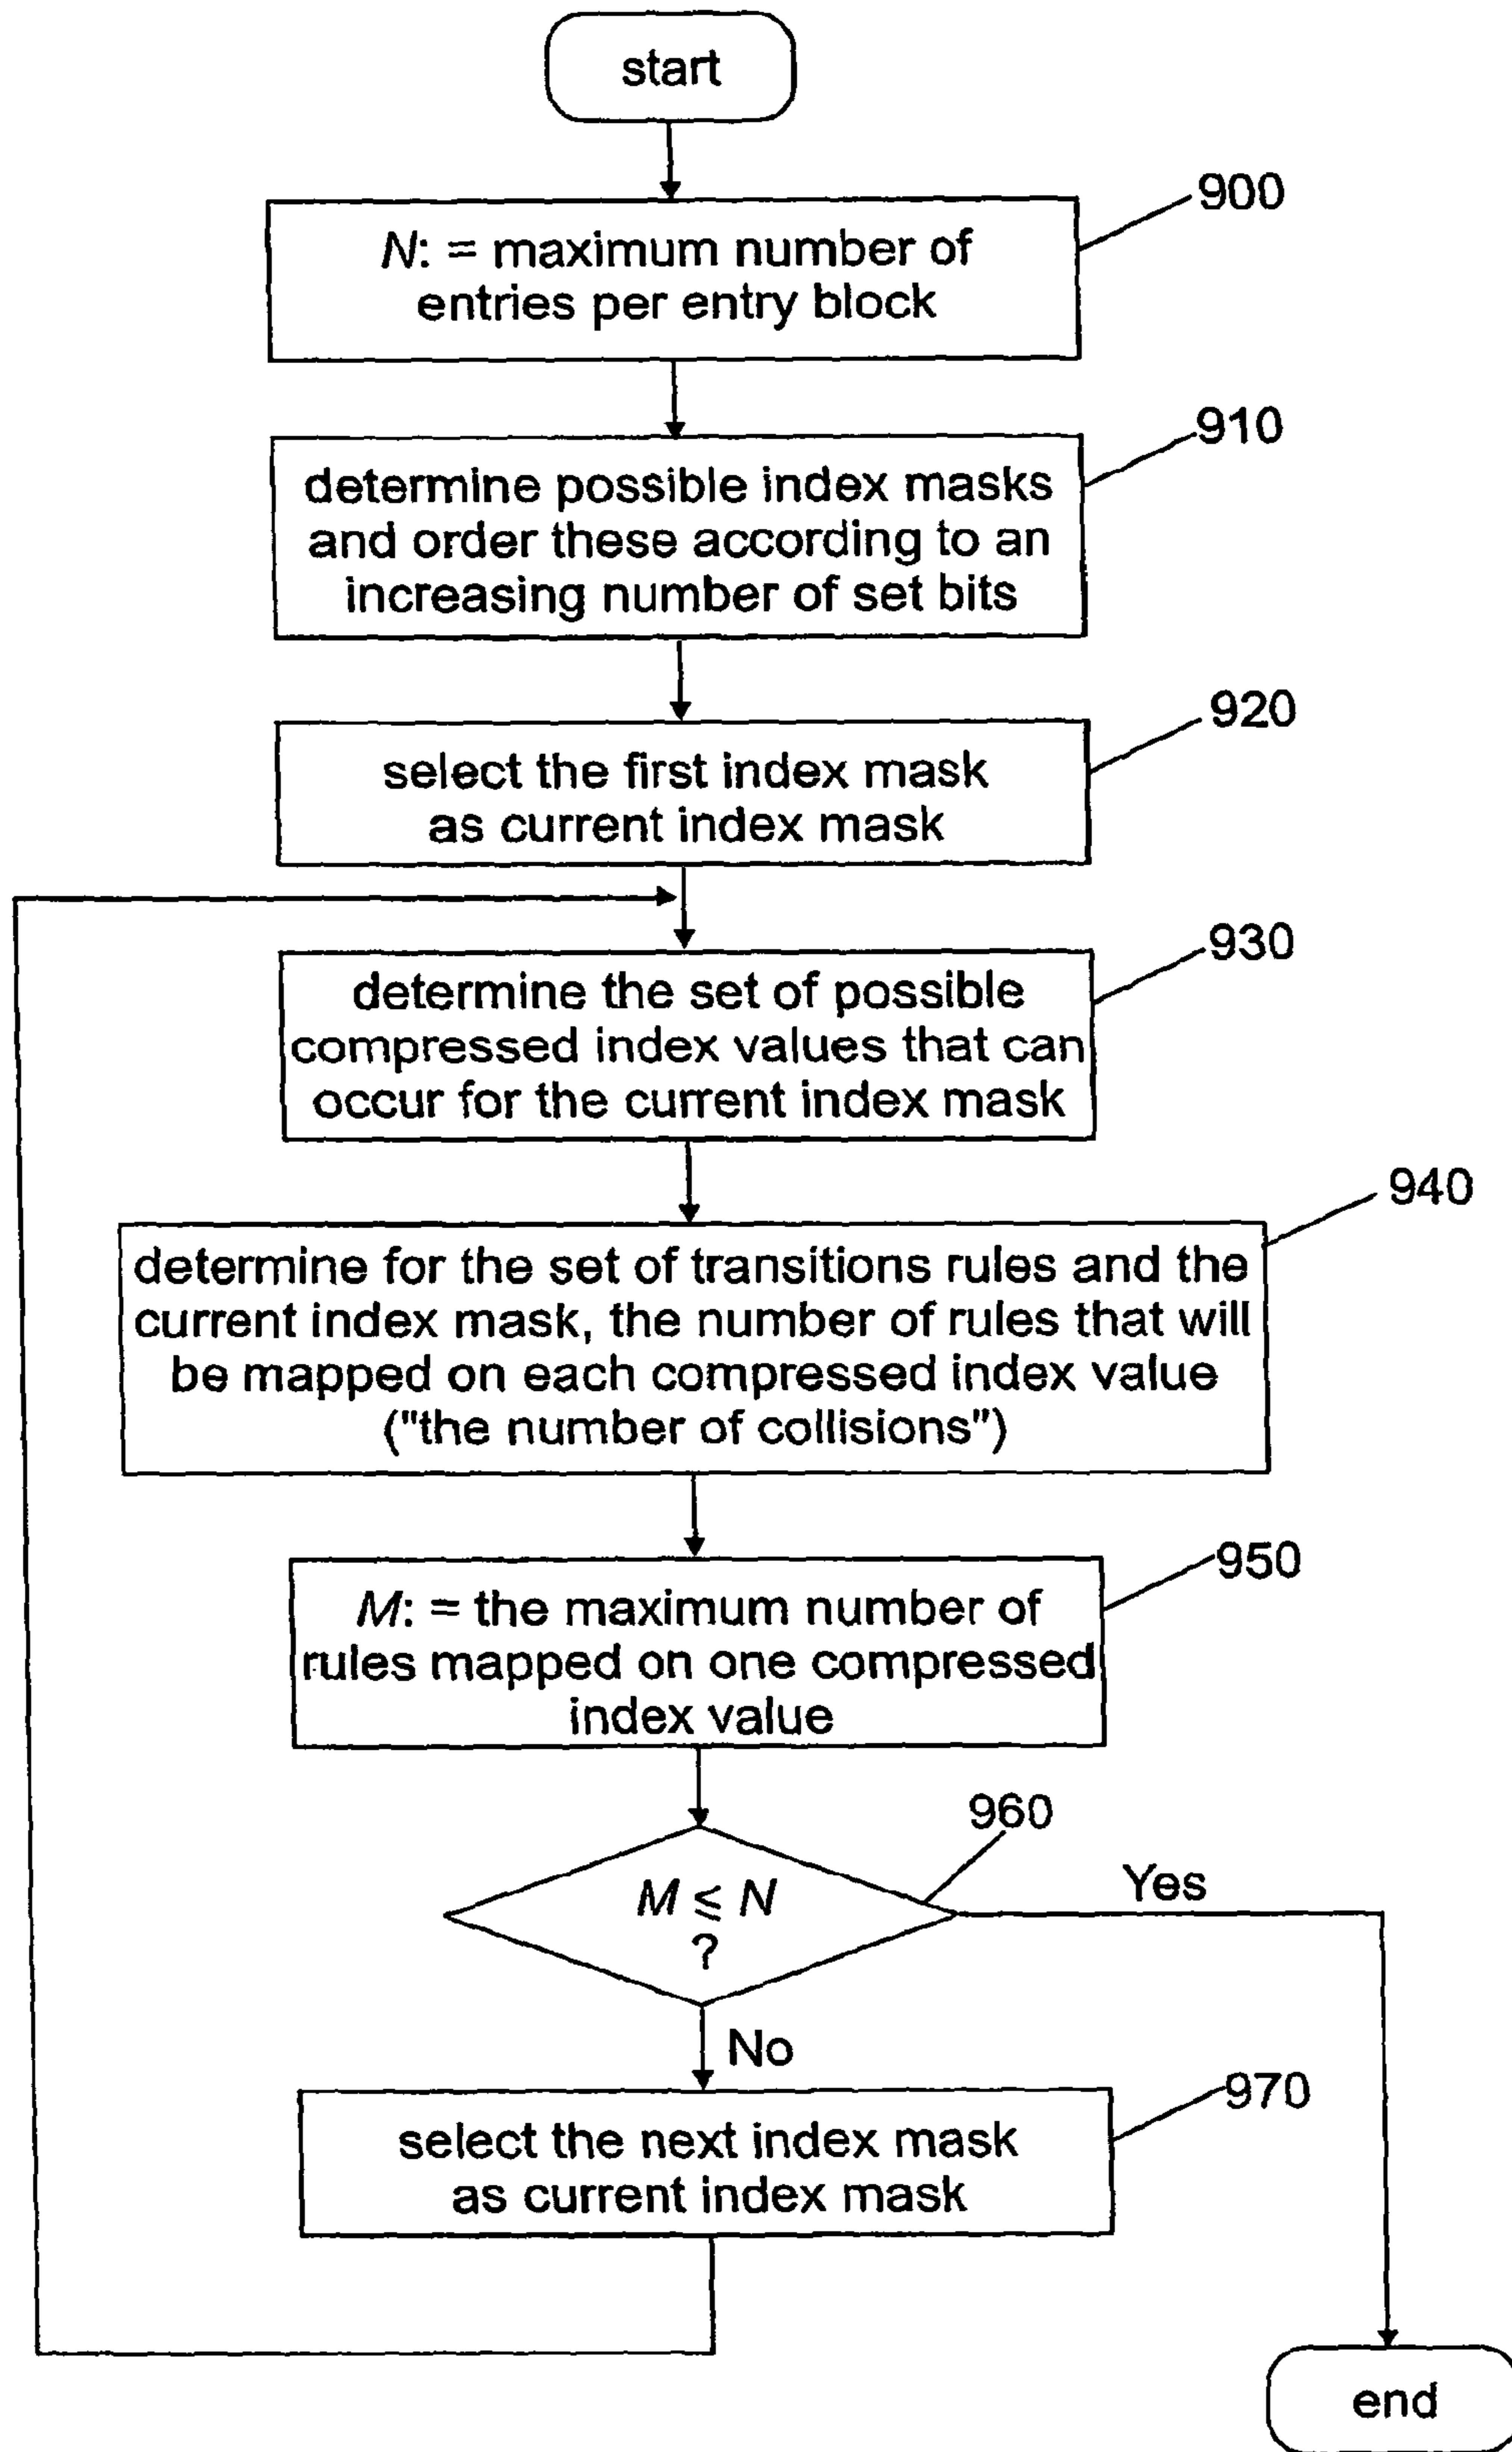 start
900
N: = maximum number of
entries per entry block
910
determine possible index masks
and order these according to an
increasing number of set bits
920
select the first index mask
as current index mask
930
determine the set of possible
compressed index values that can
occur for the current index mask
940
determine for the set of transitions rules and the
current index mask, the number of rules that will
be mapped on each compressed index value
("the number of collisions")
950
M: = the maximum number of
rules mapped on one compressed
index value
960
M ≤ N
?
Yes
No
970
select the next index mask
as current index mask
end